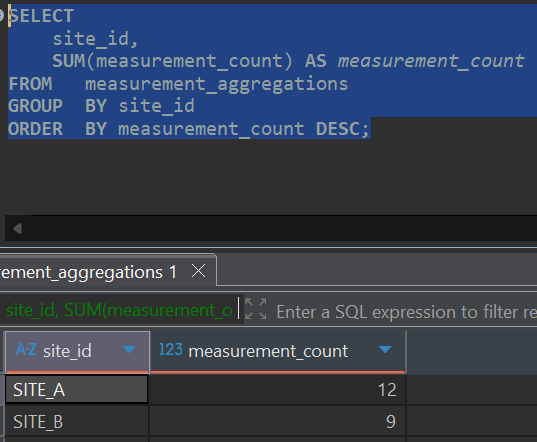 SELECT
site_id,
SUM(measurement_count) AS measurement_count
FROM measurement_aggregations
GROUP BY site_id
ORDER BY measurement_count DESC;
rement_aggregations 1
site_id, SUM(measurement_c
Enter a SQL expression to filter re
A-Z site_id 123 measurement_count
SITE_A 12
SITE_B 9